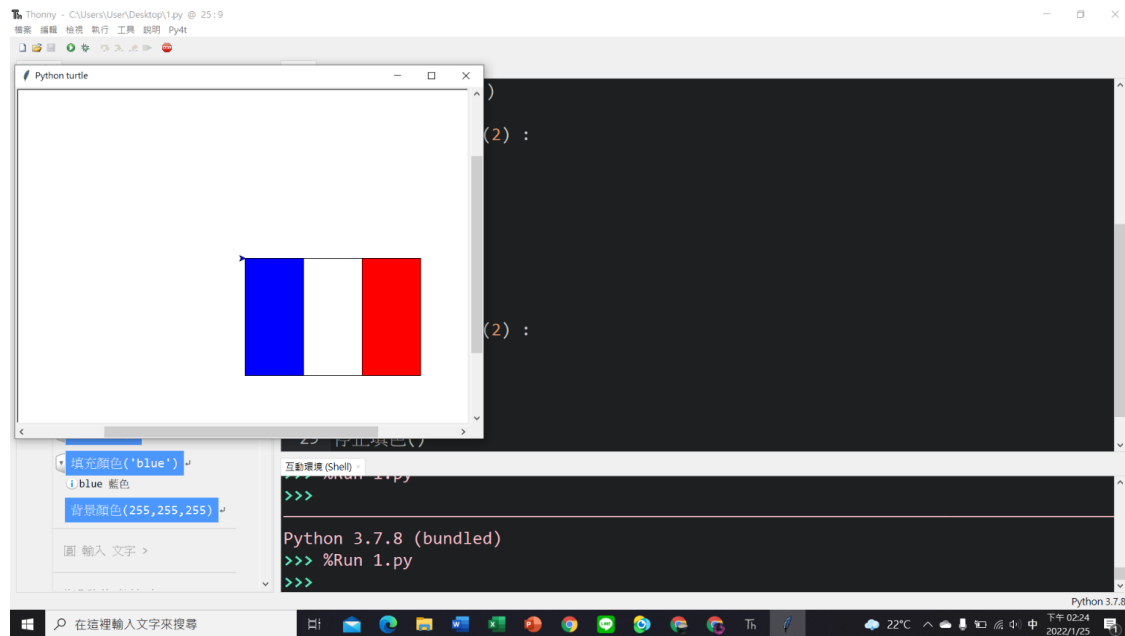 Thonny - C:\Users\User\Desktop\1.py @ 25 : 9
檔案 編輯 檢視 執行 工具 說明 Py4t
STOP
Python turtle
)
(2) :
(2) :
25 停止填色()
填充顏色('blue')
blue 藍色
背景顏色(255,255,255)
圓 輸入 文字 >
互動環境 (Shell)
>>> %Run 1.py
>>>
Python 3.7.8 (bundled)
>>> %Run 1.py
>>>
Python 3.7.8
在這裡輸入文字來搜尋
22°C
中
下午 02:24
2022/1/25
1